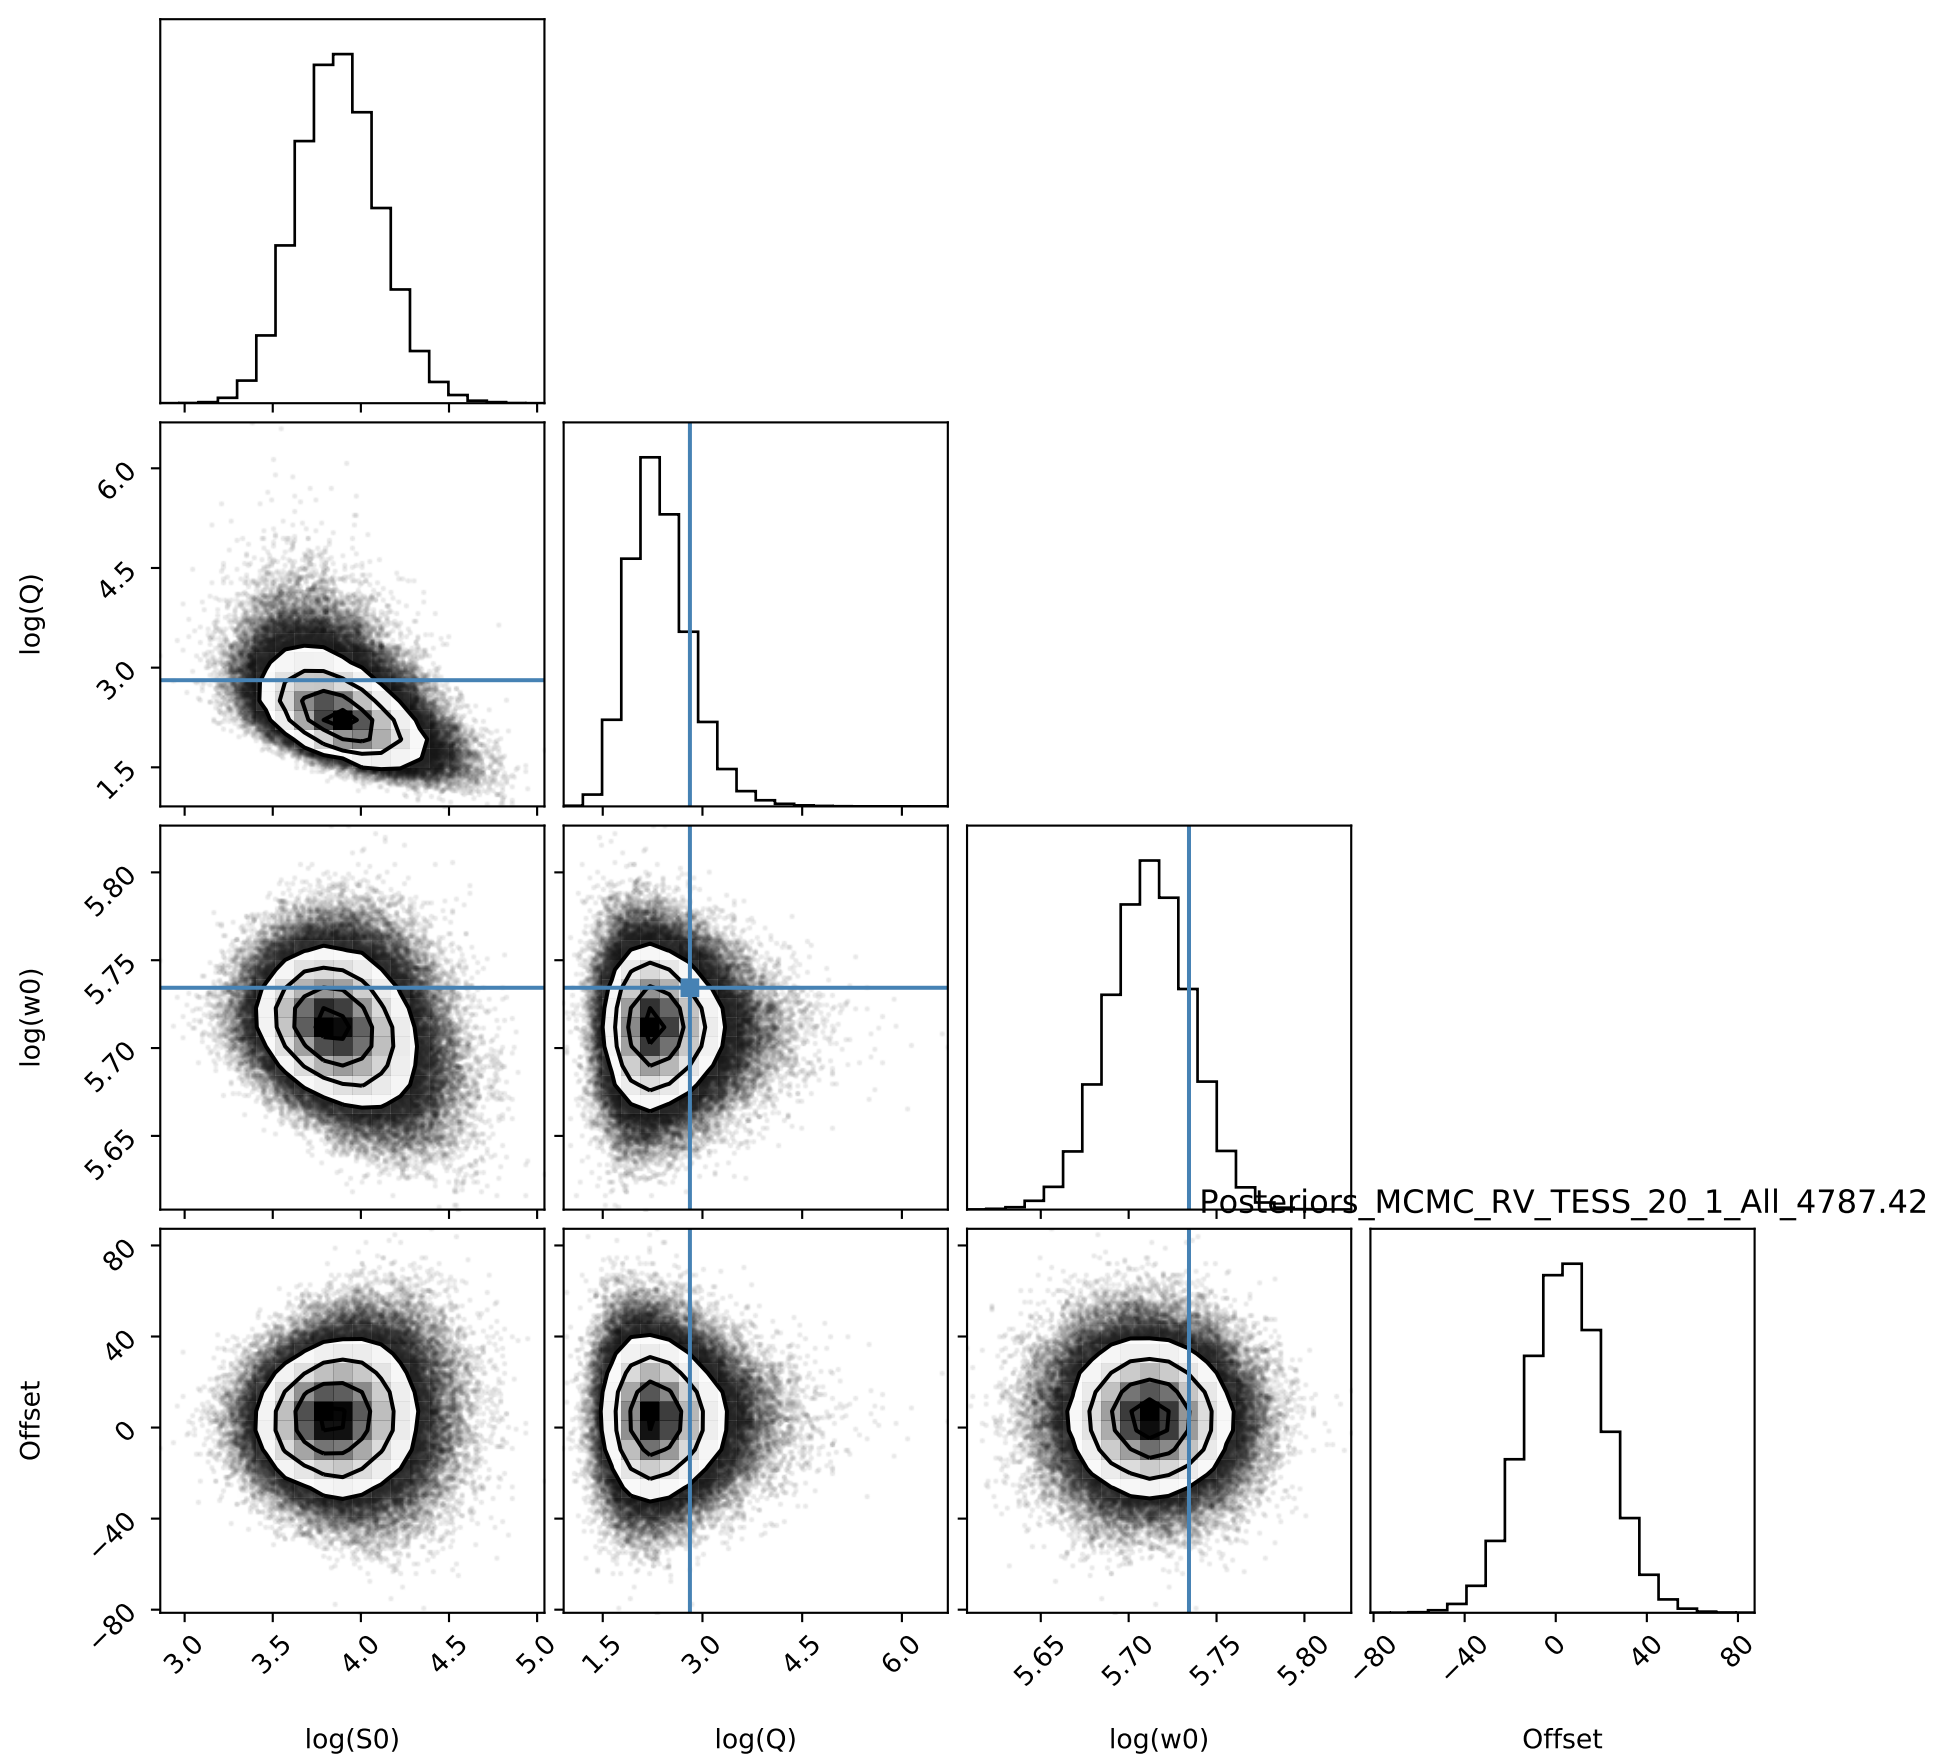 6.0
4.5
3.0
1.5
log(Q)
5.80
5.75
5.70
5.65
log(w0)
Posteriors_MCMC_RV_TESS_20_1_All_4787.42
80
40
0
−40
−80
Offset
3.0 3.5 4.0 4.5 5.0 1.5 3.0 4.5 6.0 5.65 5.70 5.75 5.80 −80 −40 0 40 80
log(S0) log(Q) log(w0) Offset